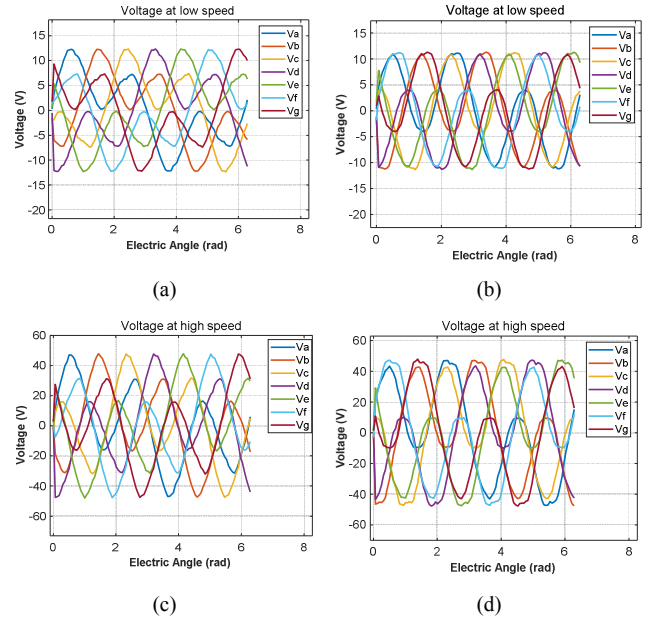 Voltage at low speed
Voltage (V)
15
10
5
0
-5
-10
-15
-20
0
2
4
6
8
Electric Angle (rad)
Va
Vb
Vc
Vd
Ve
Vf
Vg
(a)
Voltage at low speed
Voltage (V)
15
10
5
0
-5
-10
-15
-20
0
2
4
6
8
Electric Angle (rad)
Va
Vb
Vc
Vd
Ve
Vf
Vg
(b)
Voltage at high speed
Voltage (V)
60
40
20
0
-20
-40
-60
0
2
4
6
8
Electric Angle (rad)
Va
Vb
Vc
Vd
Ve
Vf
Vg
(c)
Voltage at high speed
Voltage (V)
60
40
20
0
-20
-40
-60
0
2
4
6
8
Electric Angle (rad)
Va
Vb
Vc
Vd
Ve
Vf
Vg
(d)